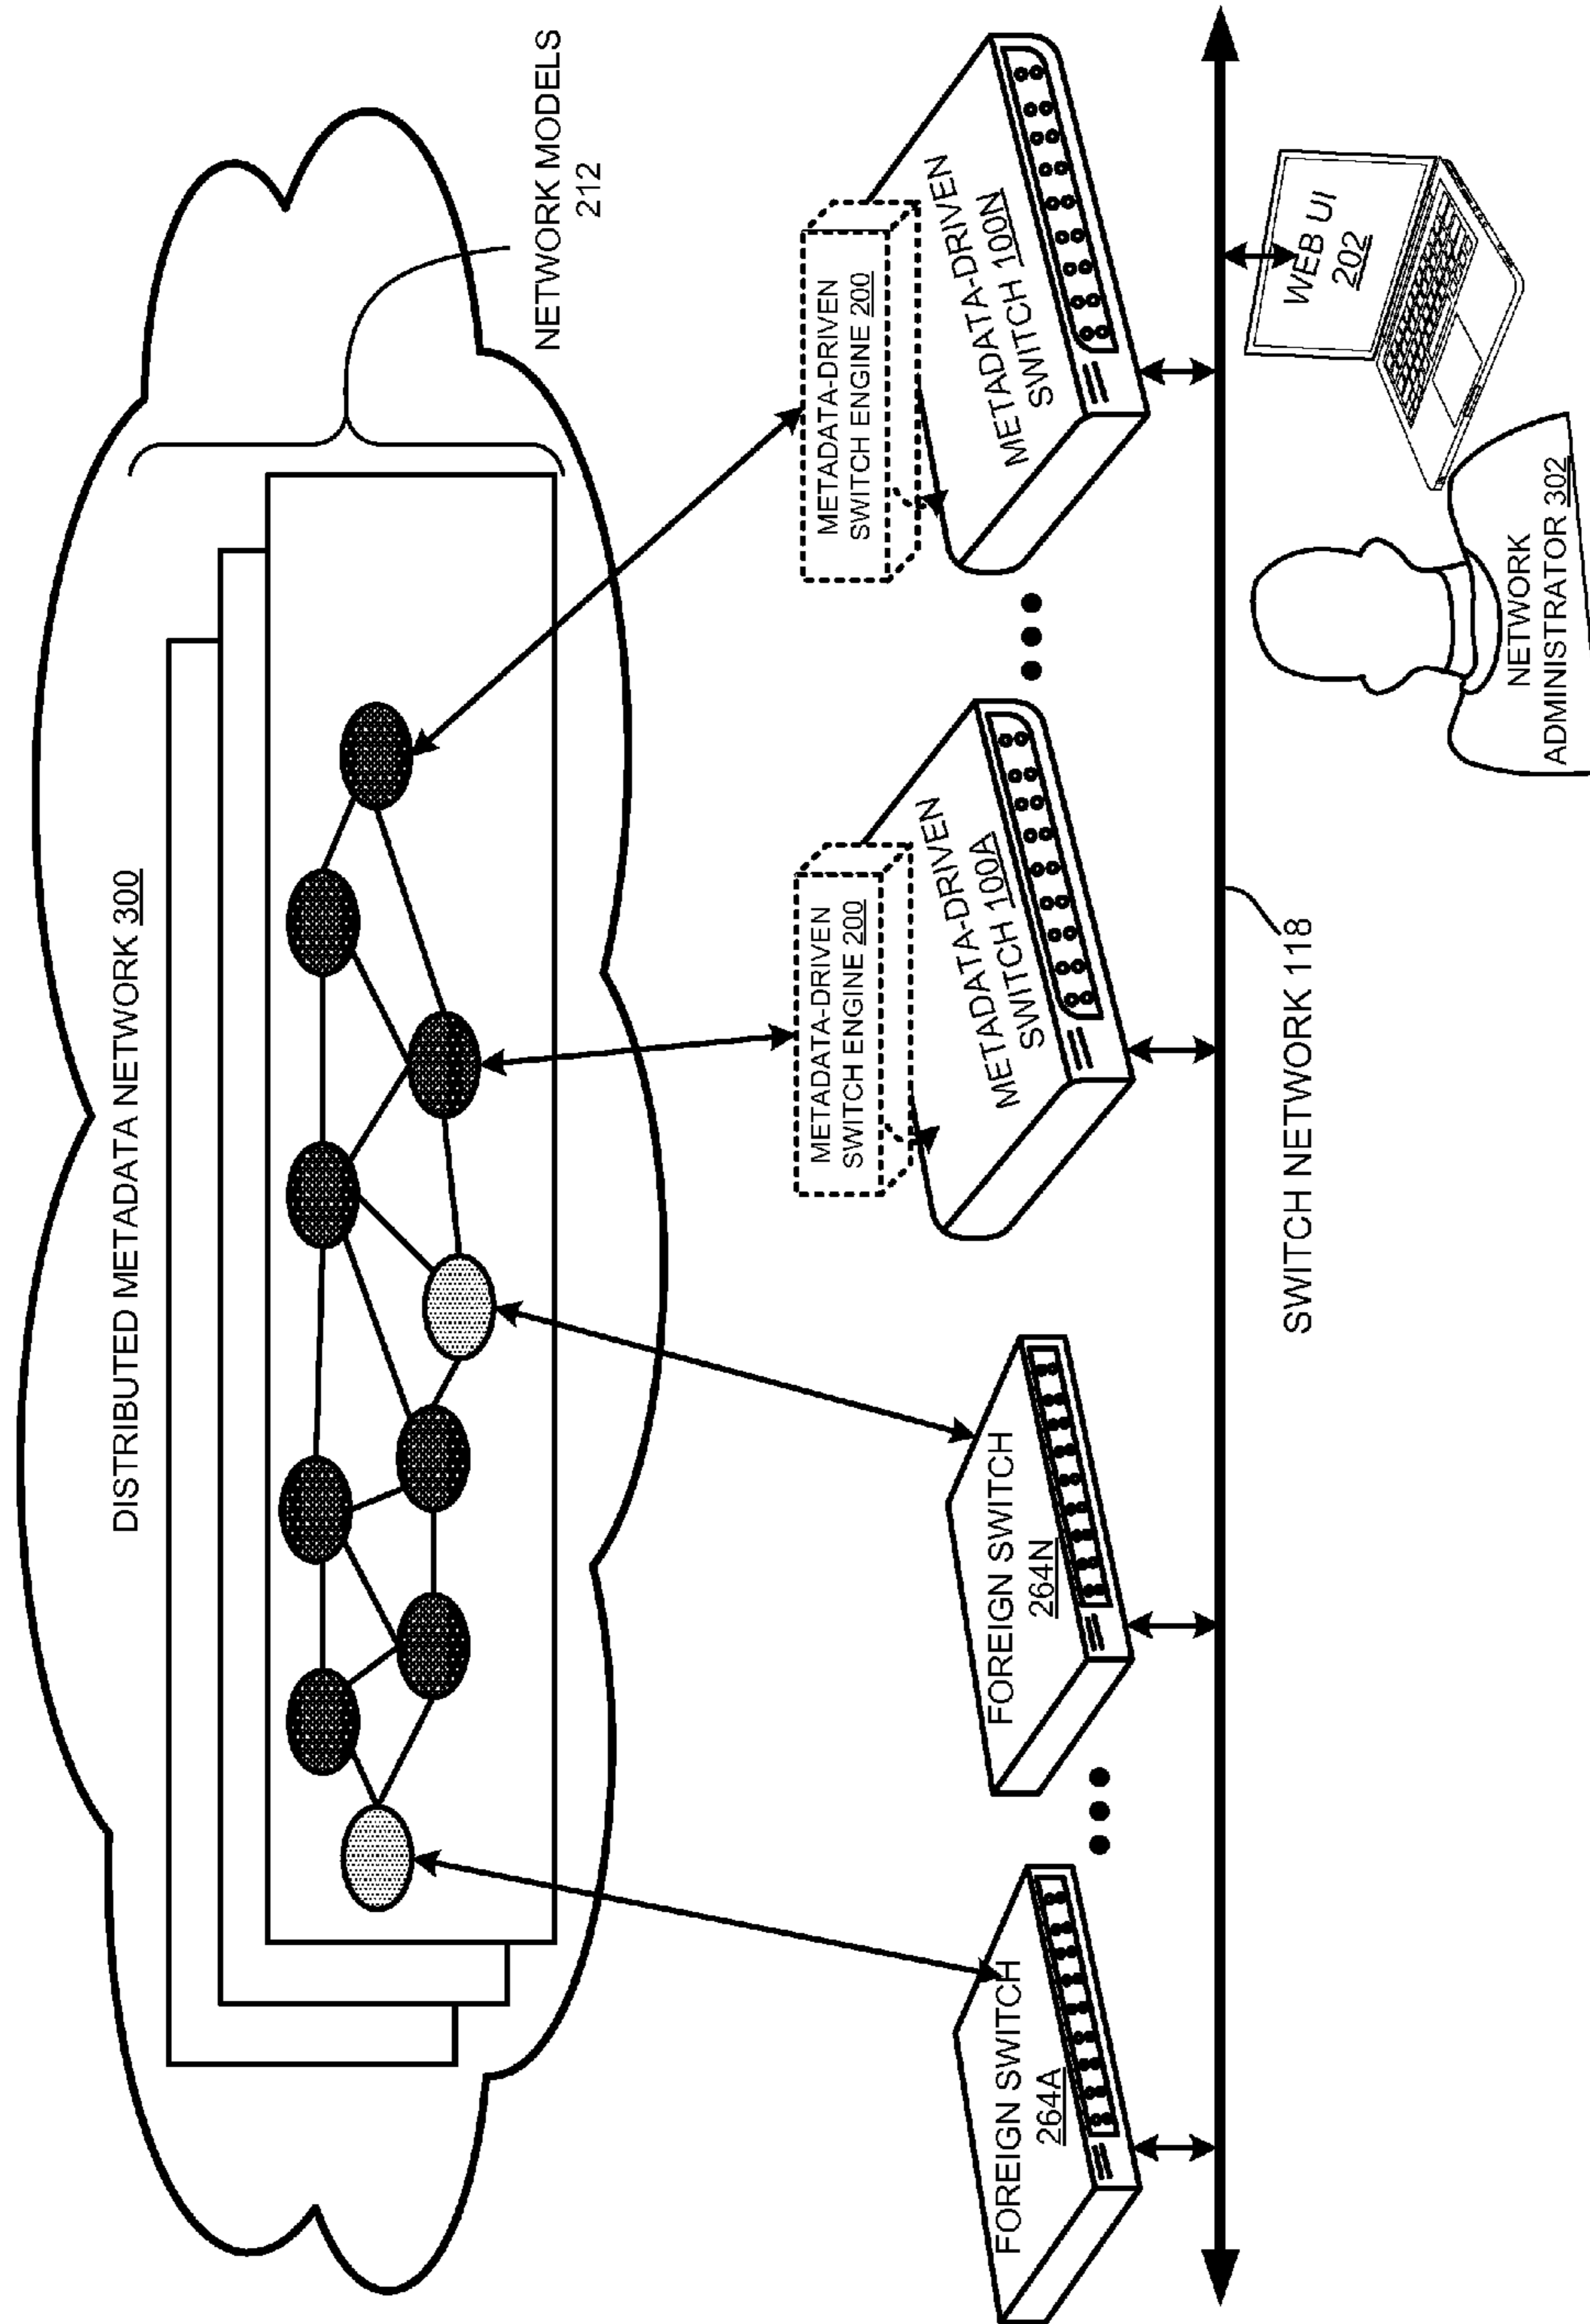 DISTRIBUTED METADATA NETWORK 300
NETWORK MODELS
212
METADATA-DRIVEN
SWITCH ENGINE 200
METADATA-DRIVEN
SWITCH ENGINE 200
FOREIGN SWITCH
264A
FOREIGN SWITCH
264N
METADATA-DRIVEN
SWITCH 100A
METADATA-DRIVEN
SWITCH 100N
SWITCH NETWORK 118
WEB UI
202
NETWORK
ADMINISTRATOR 302